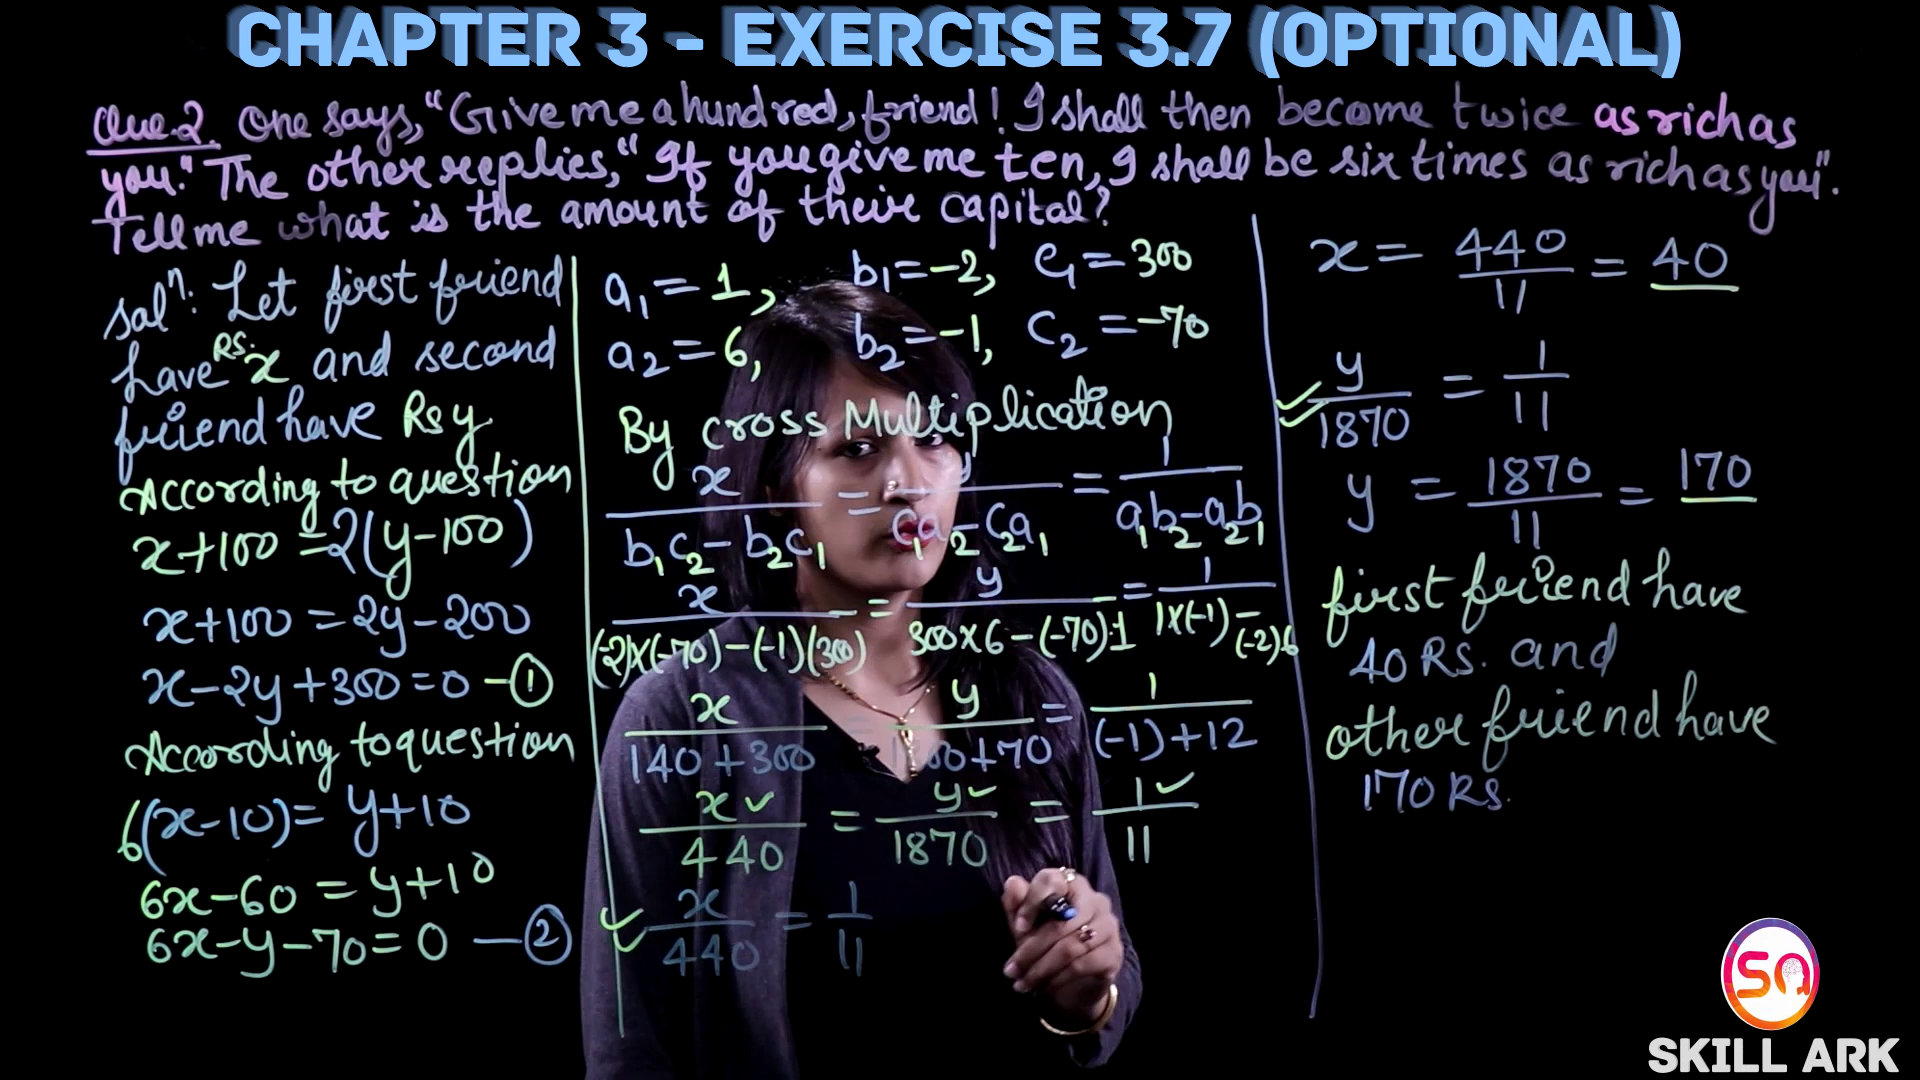 CHAPTER 3 - EXERCISE 3.7 (OPTIONAL)
Que.2. One says, "Give me a hundred, friend! I shall then become twice as rich as
you." The other replies, "If you give me ten, I shall be six times as rich as you".
Tell me what is the amount of their capital?
solⁿ: Let first friend
have Rs. x and second
friend have Rs y
According to question
x+100 = 2(y-100)
x+100 = 2y-200
x-2y+300=0 -①
According to question
6(x-10)= y+10
6x-60 = y+10
6x-y-70=0 -②
a₁ = 1, b₁=-2, c₁= 300
a₂ = 6, b₂=-1, c₂ =-70
By cross Multiplication
x/(b₁c₂-b₂c₁) = y/(c₁a₂-c₂a₁) = 1/(a₁b₂-a₂b₁)
x/((-2)×(-70)-(-1)(300)) = y/(300×6-(-70)·1) = 1/(1×(-1)-(-2)6)
x/(140+300) = y/(1800+70) = 1/((-1)+12)
x✓/440 = y✓/1870 = 1✓/11
✓ x/440 = 1/11
x = 440/11 = 40
✓ y/1870 = 1/11
y = 1870/11 = 170
first friend have
40 Rs. and
other friend have
170 Rs.
SA
SKILL ARK